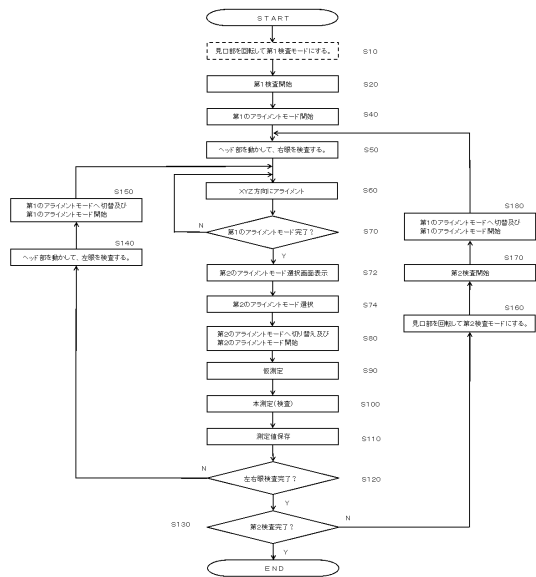 START
見口部を回転して第1検査モードにする。
S10
第1検査開始
S20
第1のアライメントモード開始
S40
ヘッド部を動かして、右眼を検査する。
S50
XYZ方向にアライメント
S60
第1のアライメントモード完了？
S70
N
Y
第2のアライメントモード選択画面表示
S72
第2のアライメントモード選択
S74
第2のアライメントモードへ切り替え及び
第2のアライメントモード開始
S80
仮測定
S90
本測定(検査)
S100
測定値保存
S110
左右眼検査完了？
S120
N
Y
S130
第2検査完了？
N
Y
END
S150
第1のアライメントモードへ切替及び
第1のアライメントモード開始
S140
ヘッド部を動かして、左眼を検査する。
S180
第1のアライメントモードへ切替及び
第1のアライメントモード開始
S170
第2検査開始
S160
見口部を回転して第2検査モードにする。